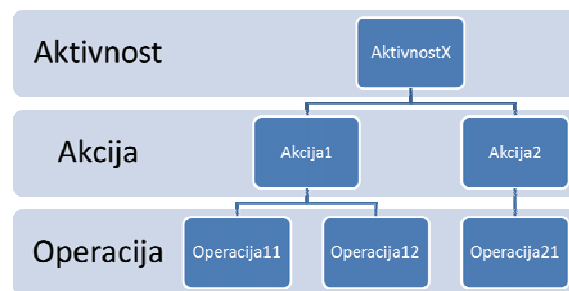 Aktivnost
AktivnostX
Akcija
Akcija1
Akcija2
Operacija
Operacija11
Operacija12
Operacija21